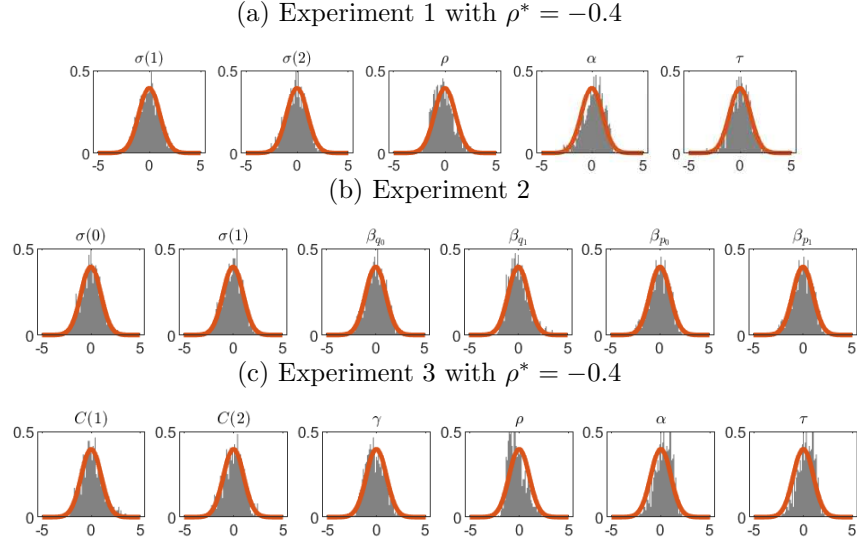 (a) Experiment 1 with ρ* = −0.4
σ(1) σ(2) ρ α τ
0.5 0.5 0.5 0.5 0.5
0 0 0 0 0
-5 0 5 -5 0 5 -5 0 5 -5 0 5 -5 0 5
(b) Experiment 2
σ(0) σ(1) β_{q_0} β_{q_1} β_{p_0} β_{p_1}
0.5 0.5 0.5 0.5 0.5 0.5
0 0 0 0 0 0
-5 0 5 -5 0 5 -5 0 5 -5 0 5 -5 0 5 -5 0 5
(c) Experiment 3 with ρ* = −0.4
C(1) C(2) γ ρ α τ
0.5 0.5 0.5 0.5 0.5 0.5
0 0 0 0 0 0
-5 0 5 -5 0 5 -5 0 5 -5 0 5 -5 0 5 -5 0 5